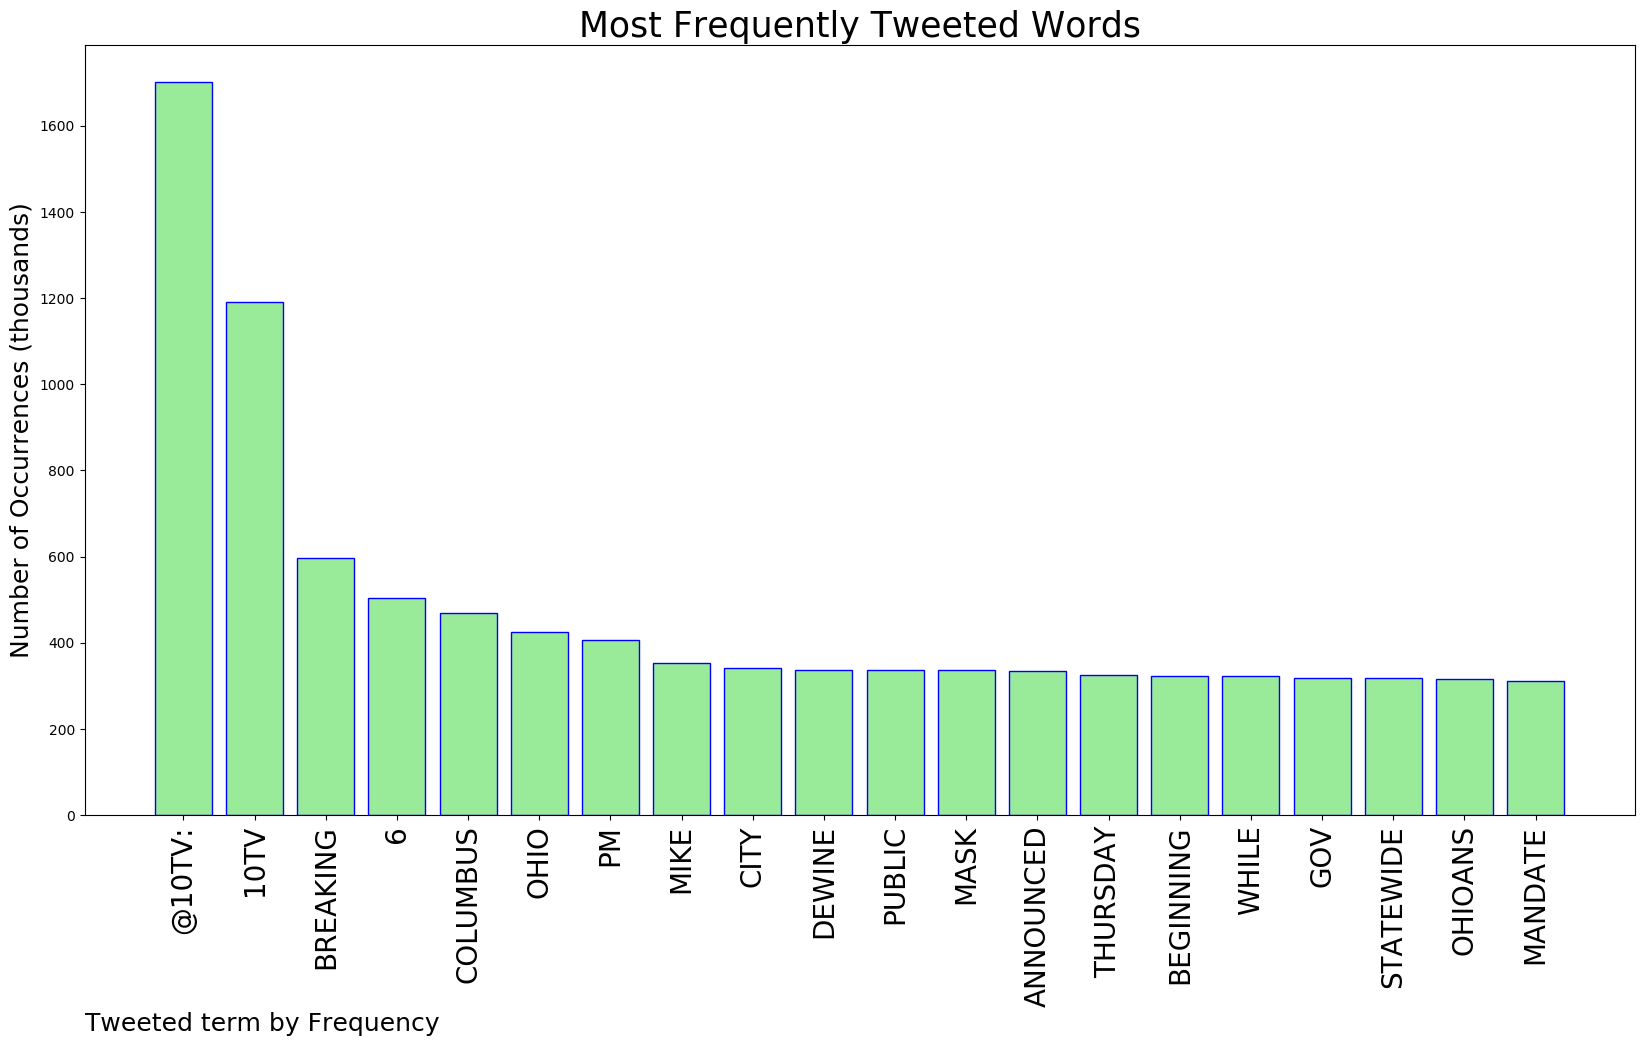 Most Frequently Tweeted Words
Number of Occurrences (thousands)
1600
1400
1200
1000
800
600
400
200
0
@10TV:
10TV
BREAKING
6
COLUMBUS
OHIO
PM
MIKE
CITY
DEWINE
PUBLIC
MASK
ANNOUNCED
THURSDAY
BEGINNING
WHILE
GOV
STATEWIDE
OHIOANS
MANDATE
Tweeted term by Frequency